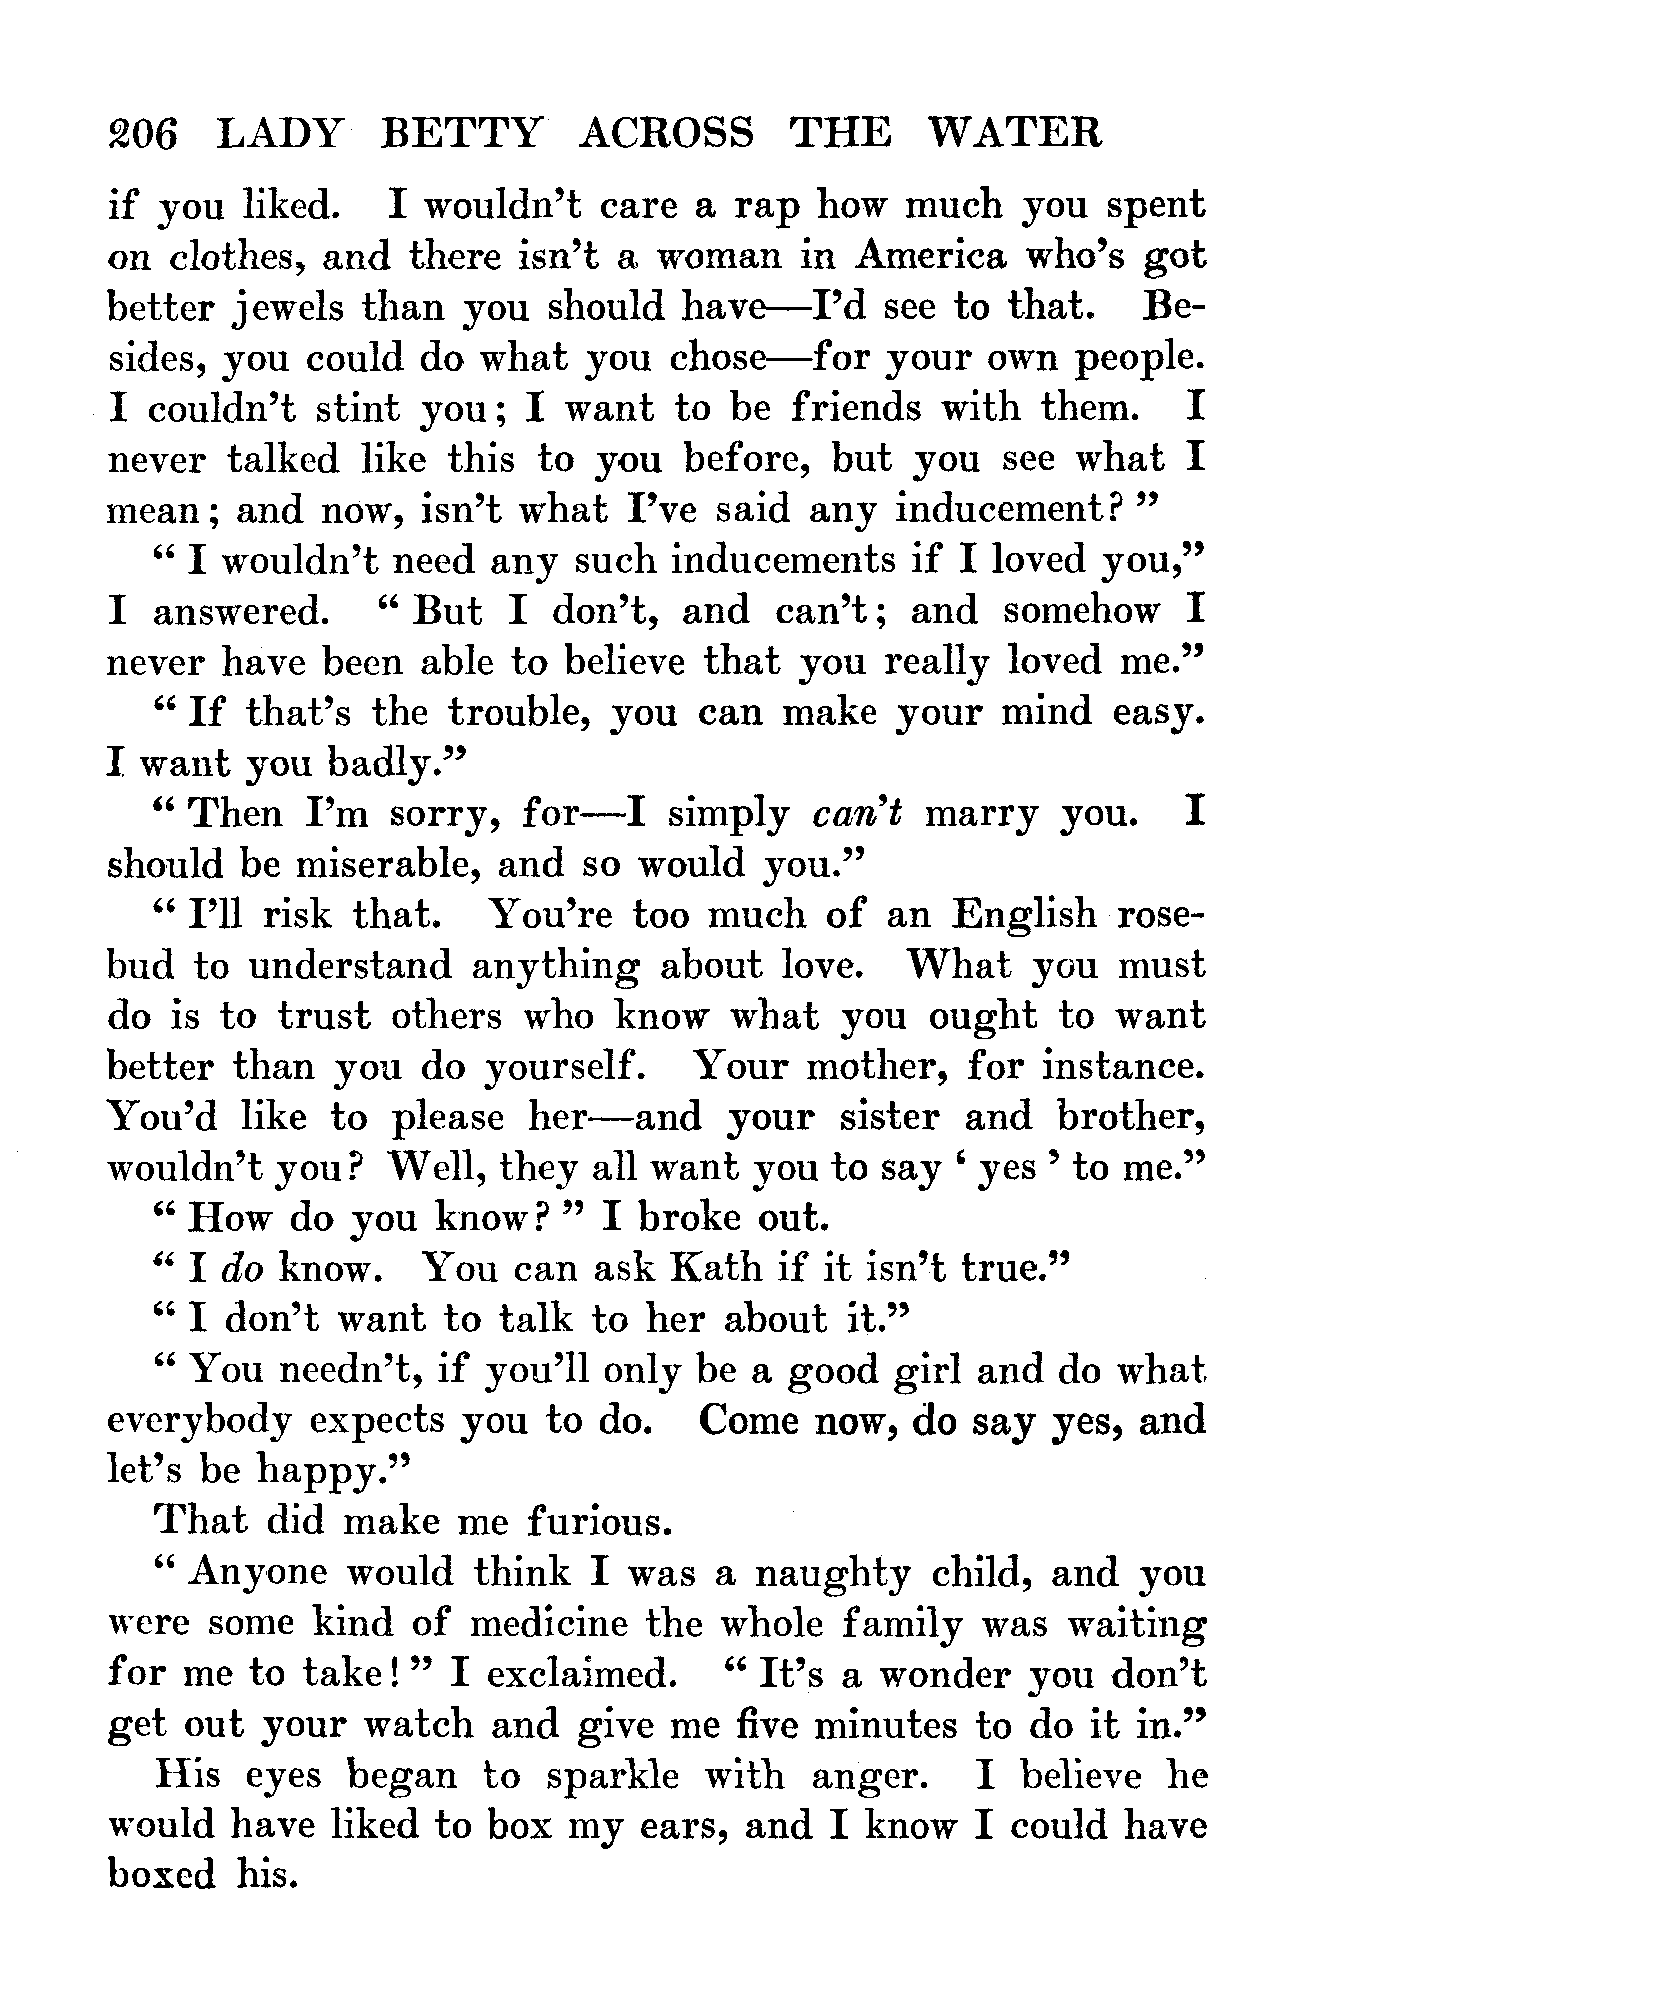 206 LADY BETTY ACROSS THE WATER
if you liked. I wouldn't care a rap how much you spent
on clothes, and there isn't a woman in America who's got
better jewels than you should have—I'd see to that. Be-
sides, you could do what you chose—for your own people.
I couldn't stint you; I want to be friends with them. I
never talked like this to you before, but you see what I
mean; and now, isn't what I've said any inducement?”
“I wouldn't need any such inducements if I loved you,”
I answered. “But I don't, and can't; and somehow I
never have been able to believe that you really loved me.”
“If that's the trouble, you can make your mind easy.
I want you badly.”
“Then I'm sorry, for—I simply can't marry you. I
should be miserable, and so would you.”
“I'll risk that. You're too much of an English rose-
bud to understand anything about love. What you must
do is to trust others who know what you ought to want
better than you do yourself. Your mother, for instance.
You'd like to please her—and your sister and brother,
wouldn't you? Well, they all want you to say ‘yes’ to me.”
“How do you know?” I broke out.
“I do know. You can ask Kath if it isn't true.”
“I don't want to talk to her about it.”
“You needn't, if you'll only be a good girl and do what
everybody expects you to do. Come now, do say yes, and
let's be happy.”
That did make me furious.
“Anyone would think I was a naughty child, and you
were some kind of medicine the whole family was waiting
for me to take!” I exclaimed. “It's a wonder you don't
get out your watch and give me five minutes to do it in.”
His eyes began to sparkle with anger. I believe he
would have liked to box my ears, and I know I could have
boxed his.